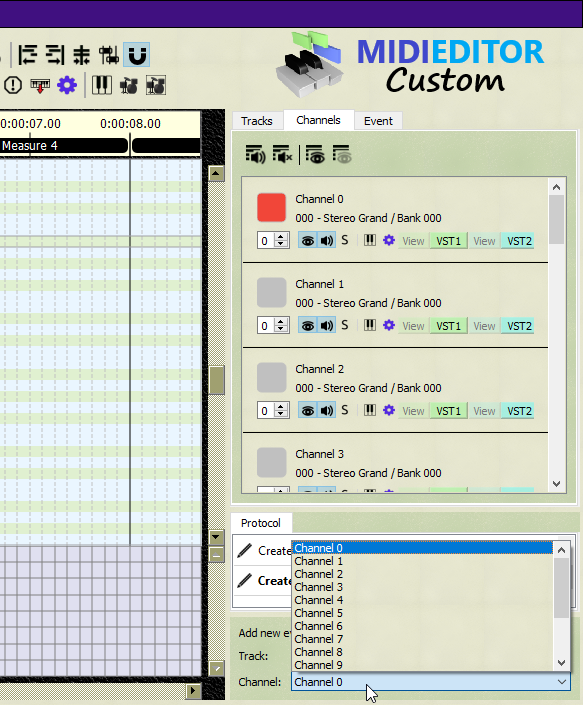 MIDIEDITOR
Custom
0:00:07.00 0:00:08.00
Measure 4
Tracks Channels Event
Channel 0
000 - Stereo Grand / Bank 000
0 S View VST1 View VST2
Channel 1
000 - Stereo Grand / Bank 000
0 S View VST1 View VST2
Channel 2
000 - Stereo Grand / Bank 000
0 S View VST1 View VST2
Channel 3
000 - Stereo Grand / Bank 000
Protocol
Create
Create
Channel 0
Channel 1
Channel 2
Channel 3
Channel 4
Channel 5
Channel 6
Channel 7
Channel 8
Channel 9
Add new ev
Track:
Channel: Channel 0